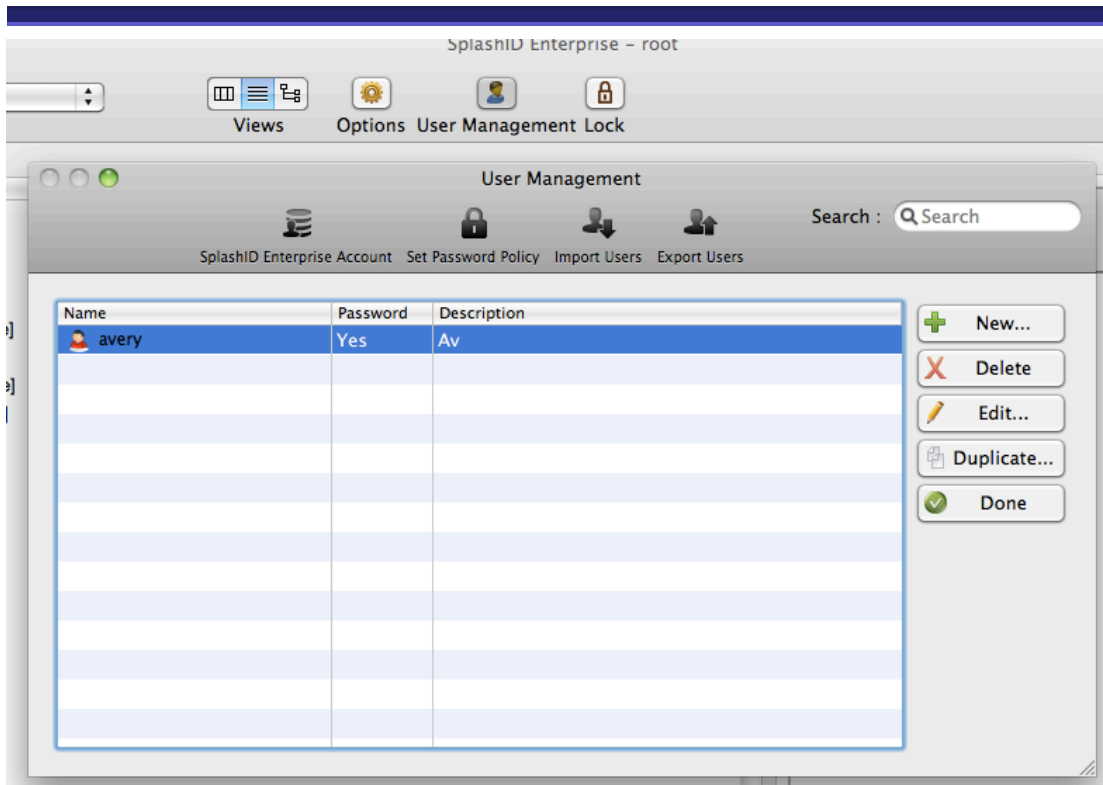 SplashID Enterprise – root
Views Options User Management Lock
User Management
Search : Search
SplashID Enterprise Account Set Password Policy Import Users Export Users
Name Password Description
avery Yes Av
New...
Delete
Edit...
Duplicate...
Done